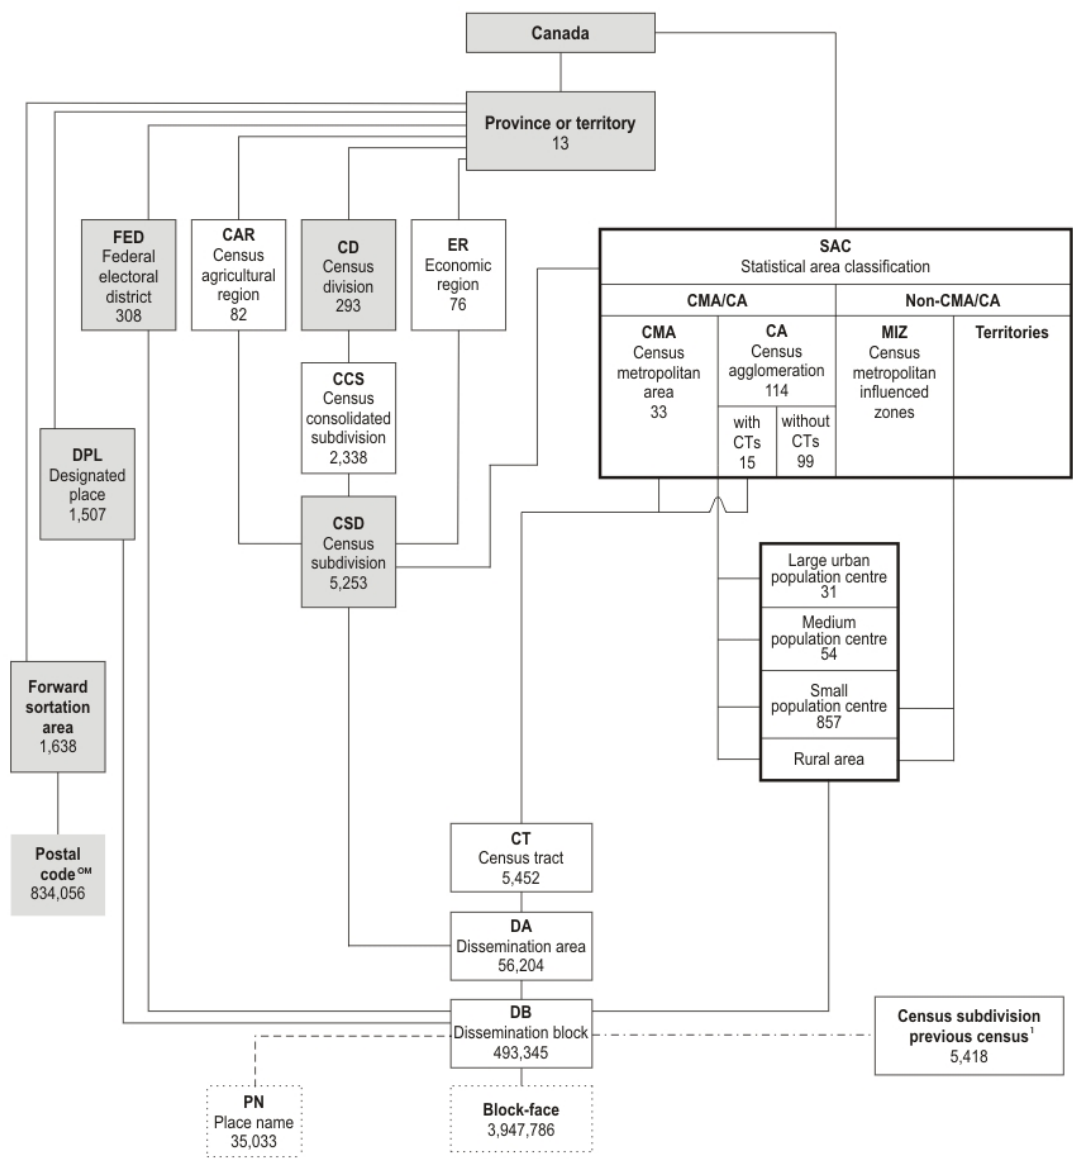 Canada
Province or territory
13
FED
Federal
electoral
district
308
CAR
Census
agricultural
region
82
CD
Census
division
293
ER
Economic
region
76
SAC
Statistical area classification
CMA/CA
Non-CMA/CA
CMA
Census
metropolitan
area
33
CA
Census
agglomeration
114
with
CTs
15
without
CTs
99
MIZ
Census
metropolitan
influenced
zones
Territories
CCS
Census
consolidated
subdivision
2,338
DPL
Designated
place
1,507
CSD
Census
subdivision
5,253
Large urban
population centre
31
Medium
population centre
54
Small
population centre
857
Rural area
Forward
sortation
area
1,638
Postal
code OM
834,056
CT
Census tract
5,452
DA
Dissemination area
56,204
DB
Dissemination block
493,345
Census subdivision
previous census1
5,418
PN
Place name
35,033
Block-face
3,947,786